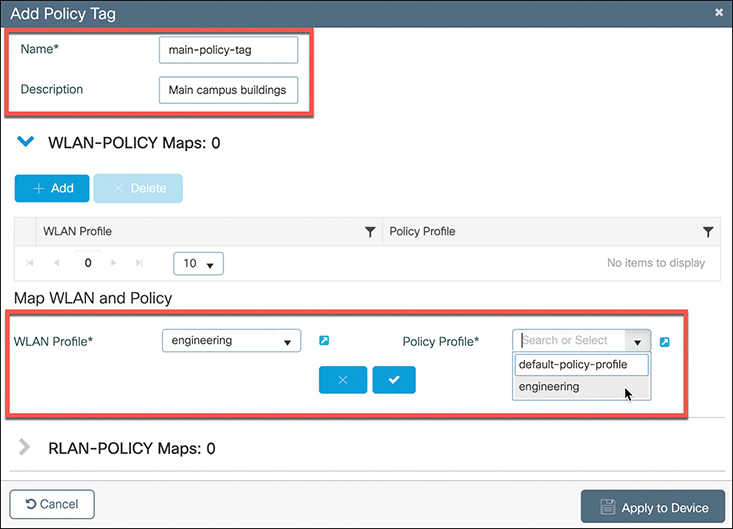 Add Policy Tag
Name* main-policy-tag
Description Main campus buildings
WLAN-POLICY Maps: 0
Add Delete
WLAN Profile Policy Profile
0 10 No items to display
Map WLAN and Policy
WLAN Profile* engineering Policy Profile* Search or Select
default-policy-profile
engineering
RLAN-POLICY Maps: 0
Cancel Apply to Device